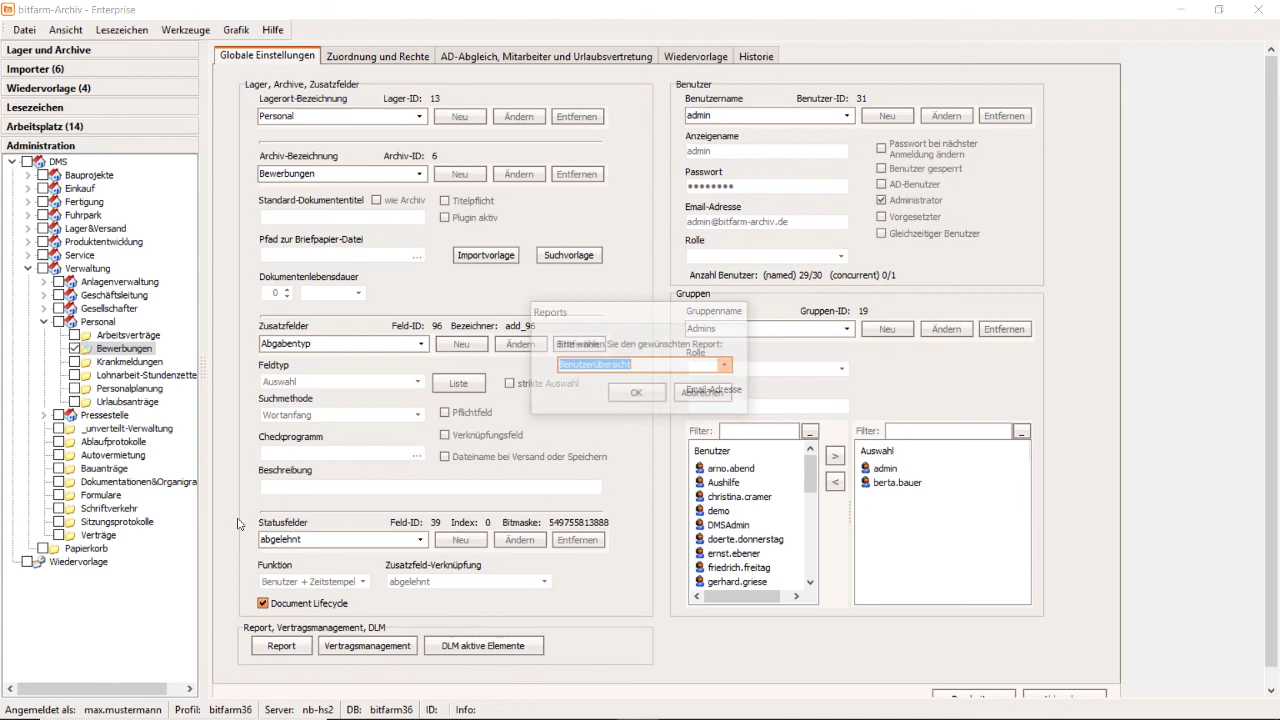 bitfarm-Archiv - Enterprise
Datei Ansicht Lesezeichen Werkzeuge Grafik Hilfe
Lager und Archive
Importer (6)
Wiedervorlage (4)
Lesezeichen
Arbeitsplatz (14)
Administration
DMS
Bauprojekte
Einkauf
Fertigung
Fuhrpark
Lager&Versand
Produktentwicklung
Service
Verwaltung
Anlagenverwaltung
Geschäftsleitung
Gesellschafter
Personal
Arbeitsverträge
Bewerbungen
Krankmeldungen
Lohnarbeit-Stundenzette
Personalplanung
Urlaubsanträge
Pressestelle
_unverteilt-Verwaltung
Ablaufprotokolle
Autovermietung
Bauanträge
Dokumentationen&Organigra
Formulare
Schriftverkehr
Sitzungsprotokolle
Verträge
Papierkorb
Wiedervorlage
Globale Einstellungen Zuordnung und Rechte AD-Abgleich, Mitarbeiter und Urlaubsvertretung Wiedervorlage Historie
Lager, Archive, Zusatzfelder
Lagerort-Bezeichnung Lager-ID: 13
Personal Neu Ändern Entfernen
Archiv-Bezeichnung Archiv-ID: 6
Bewerbungen Neu Ändern Entfernen
Standard-Dokumententitel wie Archiv Titelpflicht
Plugin aktiv
Pfad zur Briefpapier-Datei
... Importvorlage Suchvorlage
Dokumentenlebensdauer
0
Zusatzfelder Feld-ID: 96 Bezeichner: add_96
Abgabentyp Neu Ändern
Feldtyp
Auswahl Liste strikte Auswahl
Suchmethode
Wortanfang Pflichtfeld
Checkprogramm Verknüpfungsfeld
... Dateiname bei Versand oder Speichern
Beschreibung
Statusfelder Feld-ID: 39 Index: 0 Bitmaske: 549755813888
abgelehnt Neu Ändern Entfernen
Funktion Zusatzfeld-Verknüpfung
Benutzer + Zeitstempel abgelehnt
Document Lifecycle
Report, Vertragsmanagement, DLM
Report Vertragsmanagement DLM aktive Elemente
Reports
Bitte wählen Sie den gewünschten Report:
Benutzerübersicht
OK Abbrechen
Benutzer
Benutzername Benutzer-ID: 31
admin Neu Ändern Entfernen
Anzeigename
admin
Passwort bei nächster
Anmeldung ändern
Passwort
Benutzer gesperrt
AD-Benutzer
Administrator
Email-Adresse
admin@bitfarm-archiv.de
Vorgesetzter
Gleichzeitiger Benutzer
Rolle
Anzahl Benutzer: (named) 29/30 (concurrent) 0/1
Gruppen
Gruppenname Gruppen-ID: 19
Admins Neu Ändern Entfernen
Rolle
Email-Adresse
Filter: ... Filter: ...
Benutzer
arno.abend
Aushilfe
christina.cramer
demo
DMSAdmin
doerte.donnerstag
ernst.ebener
friedrich.freitag
gerhard.griese
>
<
Auswahl
admin
berta.bauer
Angemeldet als: max.mustermann Profil: bitfarm36 Server: nb-hs2 DB: bitfarm36 ID: Info: